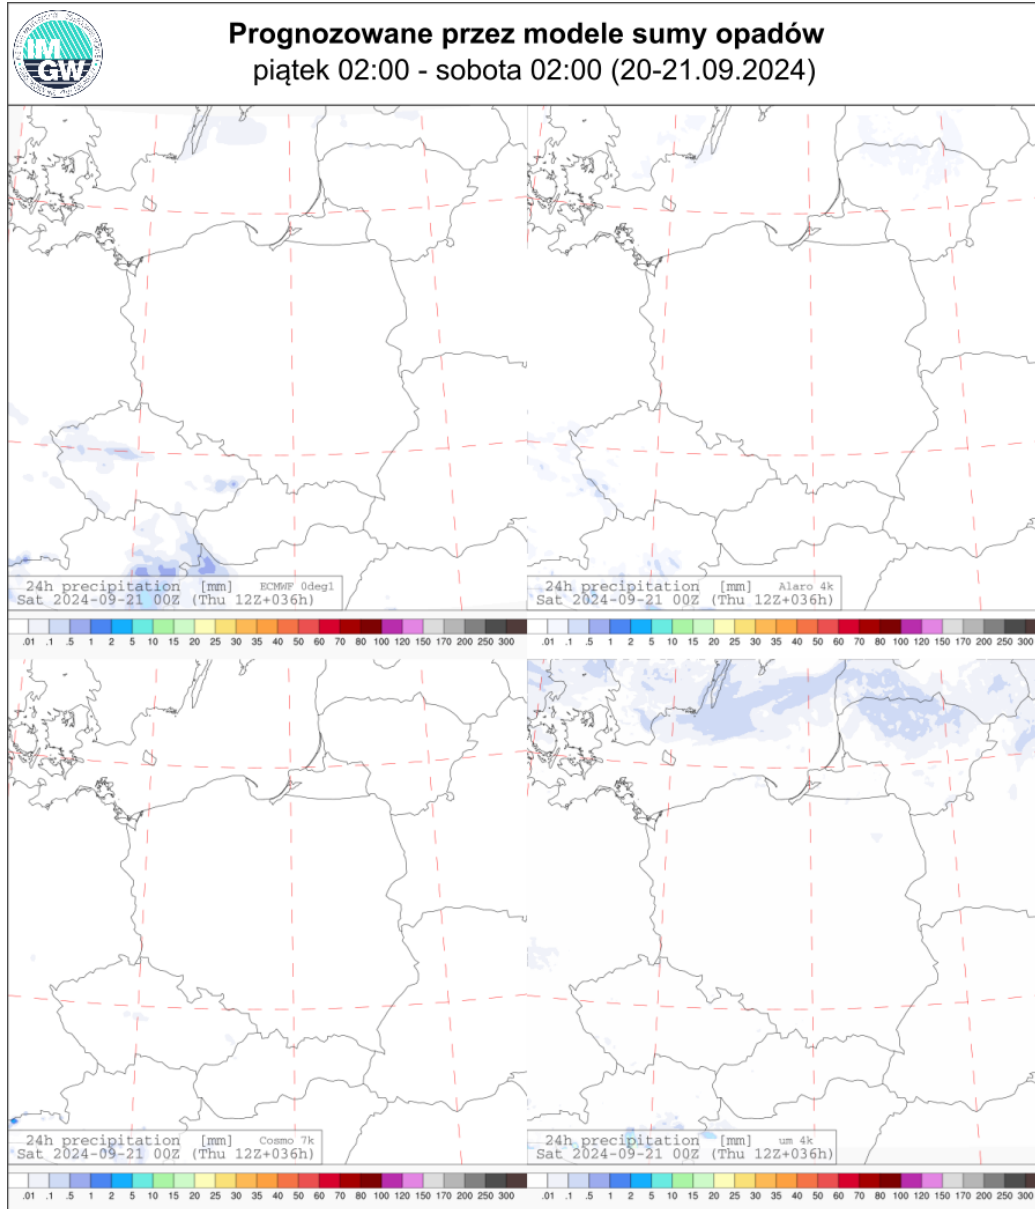 IM
GW
Prognozowane przez modele sumy opadów
piątek 02:00 - sobota 02:00 (20-21.09.2024)
24h precipitation [mm] ECMWF 0deg1
Sat 2024-09-21 00Z (Thu 12Z+036h)
24h precipitation [mm] Alaro 4k
Sat 2024-09-21 00Z (Thu 12Z+036h)
.01 .1 .5 1 2 5 10 15 20 25 30 35 40 50 60 70 80 100 120 150 170 200 250 300
.01 .1 .5 1 2 5 10 15 20 25 30 35 40 50 60 70 80 100 120 150 170 200 250 300
24h precipitation [mm] Cosmo 7k
Sat 2024-09-21 00Z (Thu 12Z+036h)
24h precipitation [mm] um 4k
Sat 2024-09-21 00Z (Thu 12Z+036h)
.01 .1 .5 1 2 5 10 15 20 25 30 35 40 50 60 70 80 100 120 150 170 200 250 300
.01 .1 .5 1 2 5 10 15 20 25 30 35 40 50 60 70 80 100 120 150 170 200 250 300